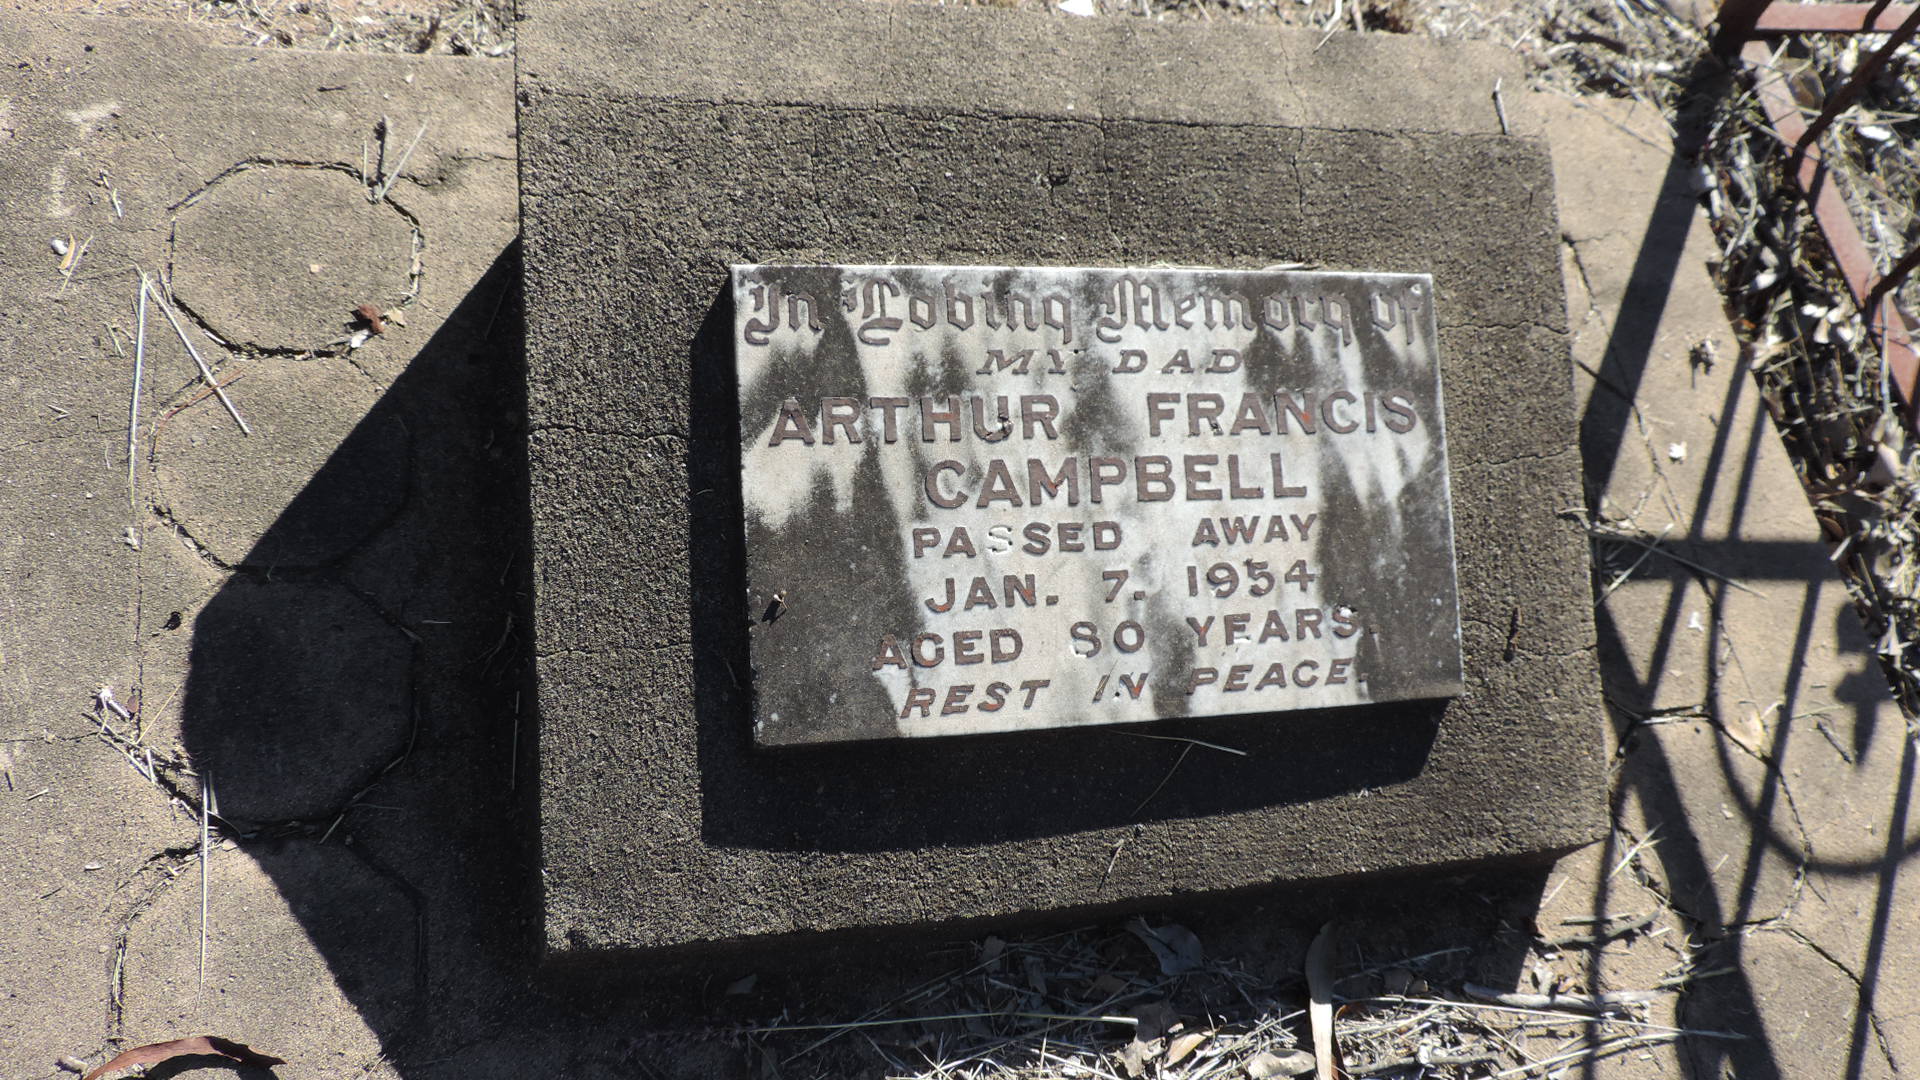 In Loving Memory of
MY DAD
ARTHUR FRANCIS
CAMPBELL
PASSED AWAY
JAN. 7. 1954
AGED 80 YEARS.
REST IN PEACE.